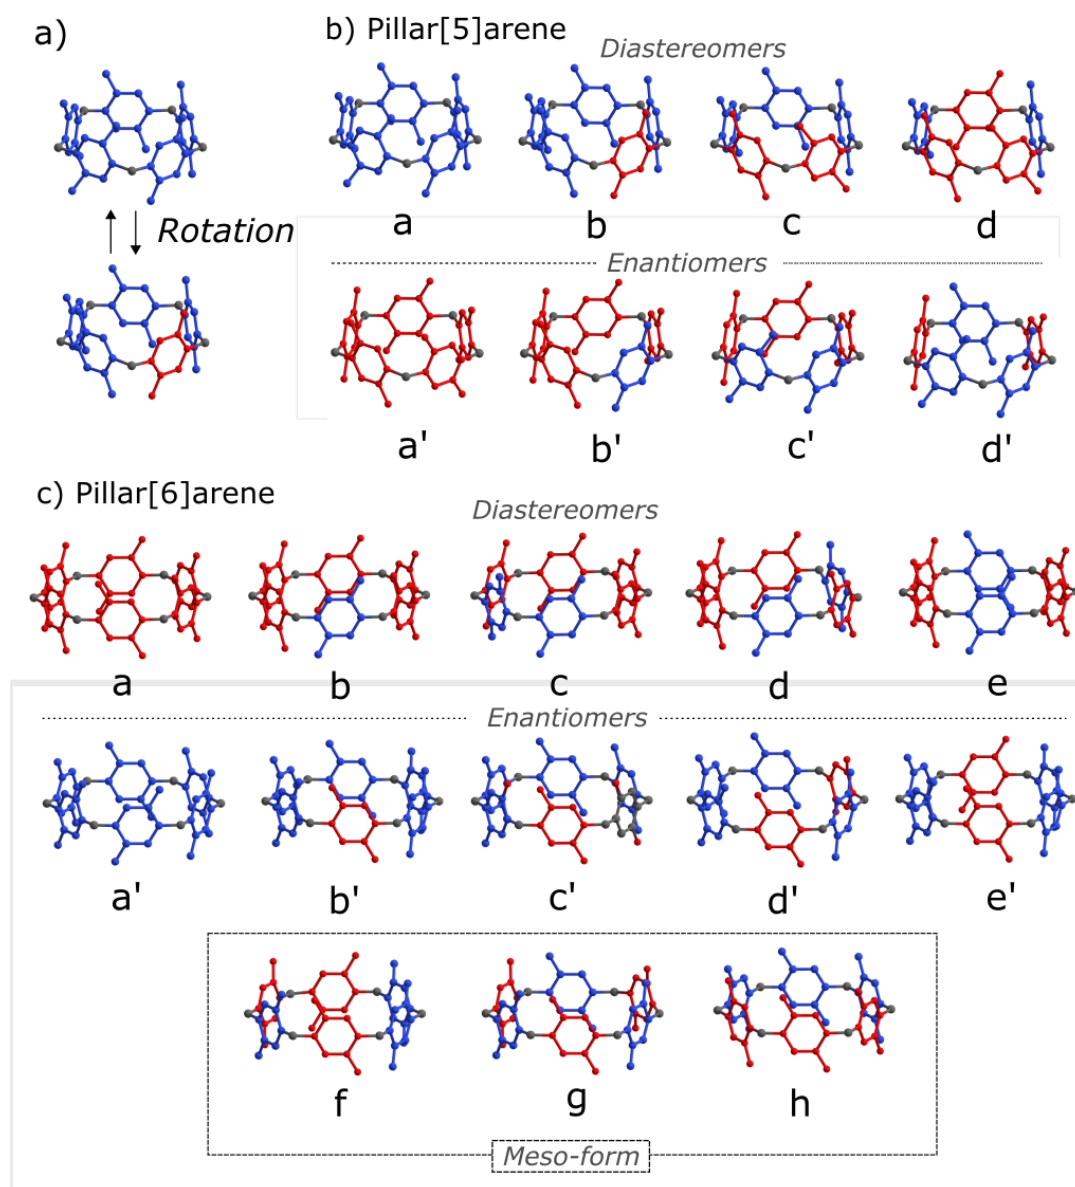 a)
b) Pillar[5]arene
Diastereomers
Rotation
a b c d
Enantiomers
a' b' c' d'
c) Pillar[6]arene
Diastereomers
a b c d e
Enantiomers
a' b' c' d' e'
f g h
Meso-form